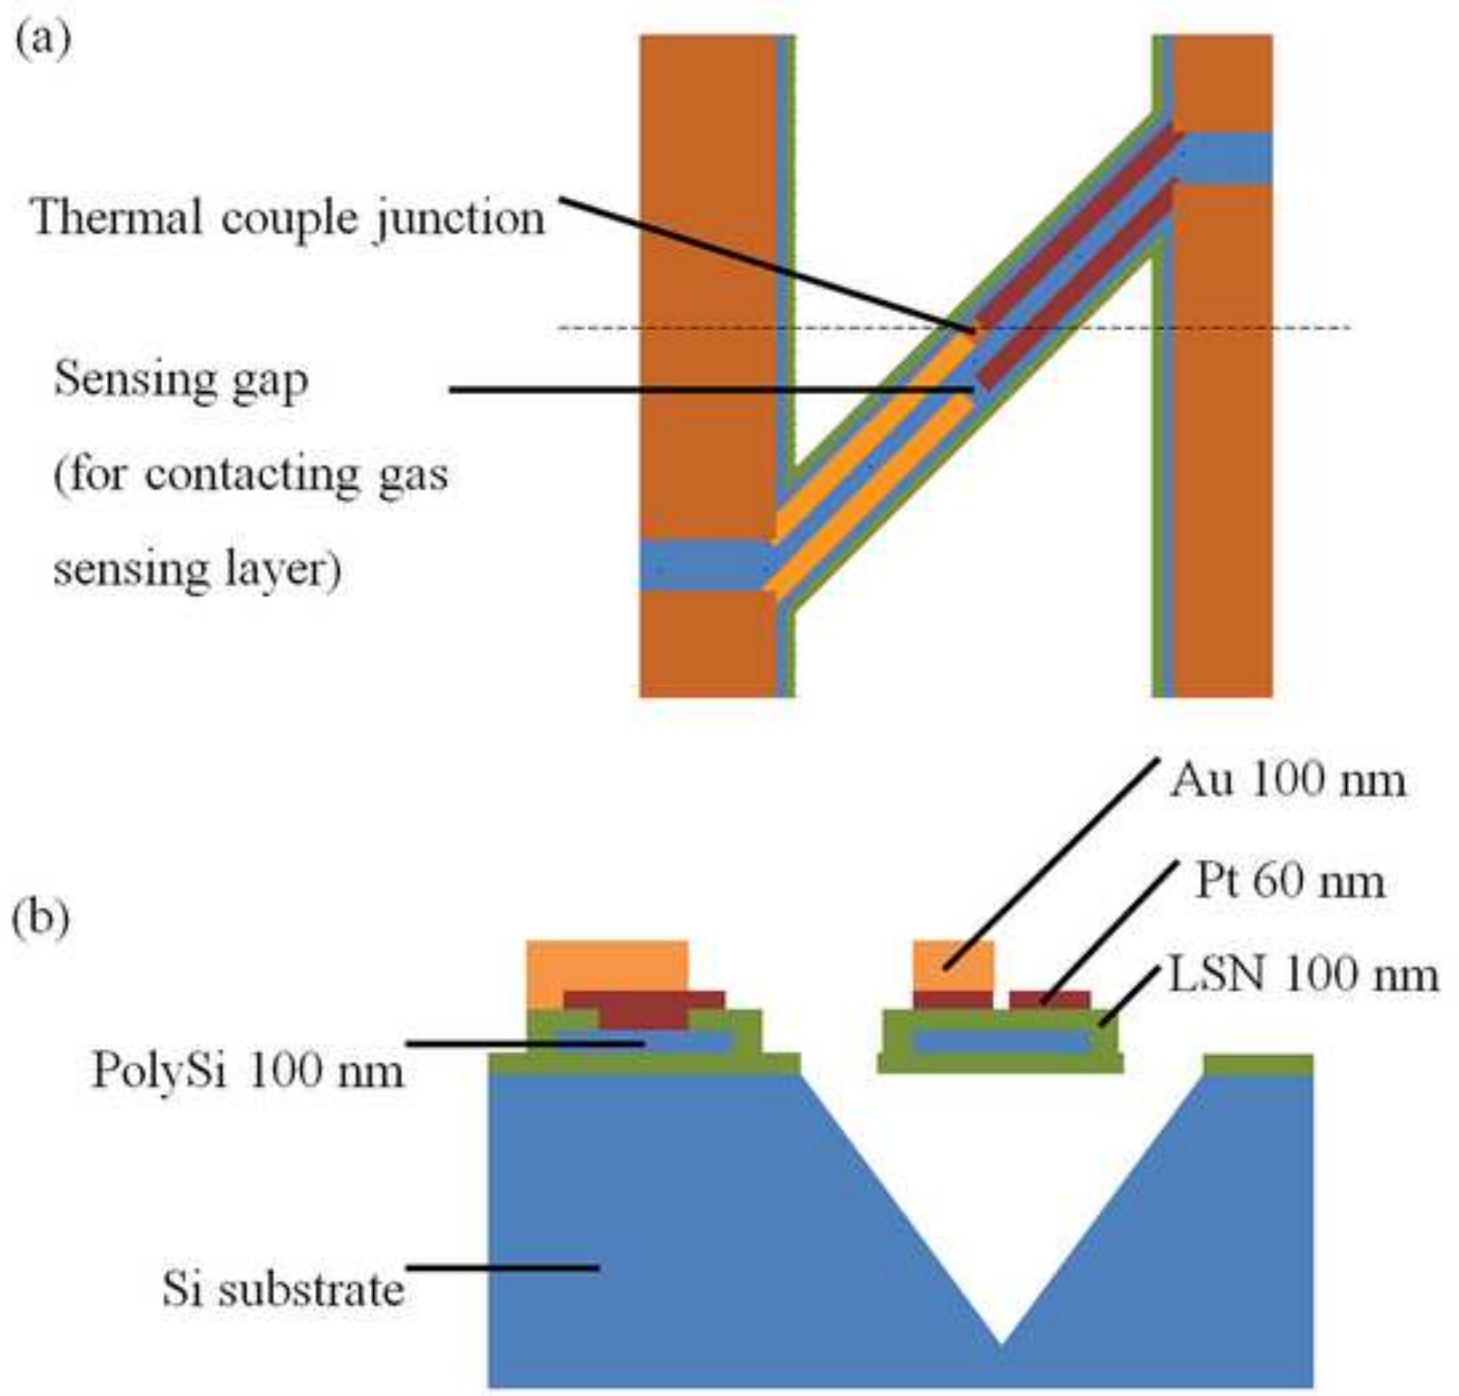 (a)
Thermal couple junction
Sensing gap
(for contacting gas
sensing layer)
Au 100 nm
Pt 60 nm
(b)
LSN 100 nm
PolySi 100 nm
Si substrate